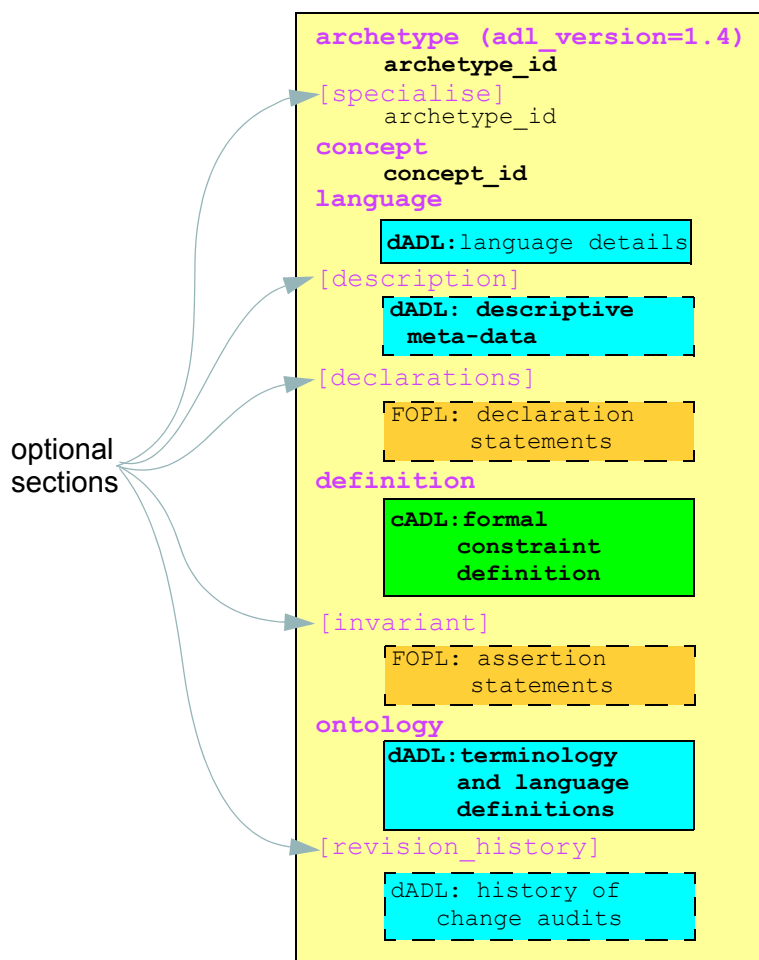 archetype (adl_version=1.4)
archetype_id
[specialise]
archetype_id
concept
concept_id
language
dADL:language details
[description]
dADL: descriptive
meta-data
[declarations]
FOPL: declaration
statements
optional
sections
definition
cADL:formal
constraint
definition
[invariant]
FOPL: assertion
statements
ontology
dADL:terminology
and language
definitions
[revision_history]
dADL: history of
change audits